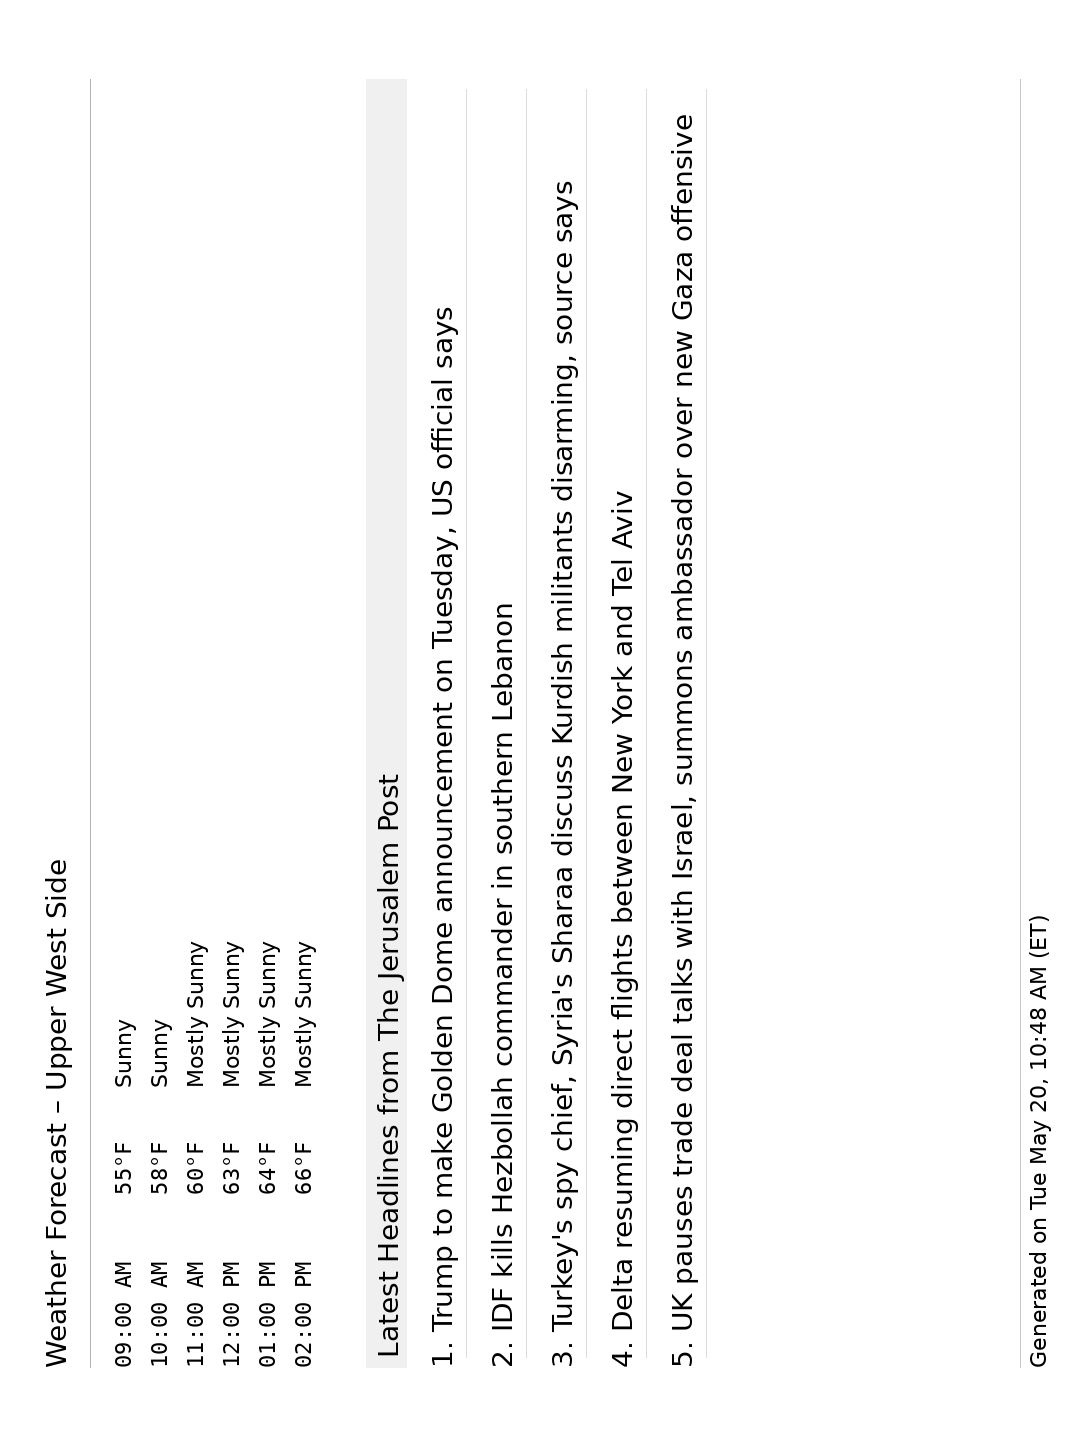 Weather Forecast – Upper West Side
09:00 AM 55°F Sunny
10:00 AM 58°F Sunny
11:00 AM 60°F Mostly Sunny
12:00 PM 63°F Mostly Sunny
01:00 PM 64°F Mostly Sunny
02:00 PM 66°F Mostly Sunny
Latest Headlines from The Jerusalem Post
1. Trump to make Golden Dome announcement on Tuesday, US official says
2. IDF kills Hezbollah commander in southern Lebanon
3. Turkey's spy chief, Syria's Sharaa discuss Kurdish militants disarming, source says
4. Delta resuming direct flights between New York and Tel Aviv
5. UK pauses trade deal talks with Israel, summons ambassador over new Gaza offensive
Generated on Tue May 20, 10:48 AM (ET)